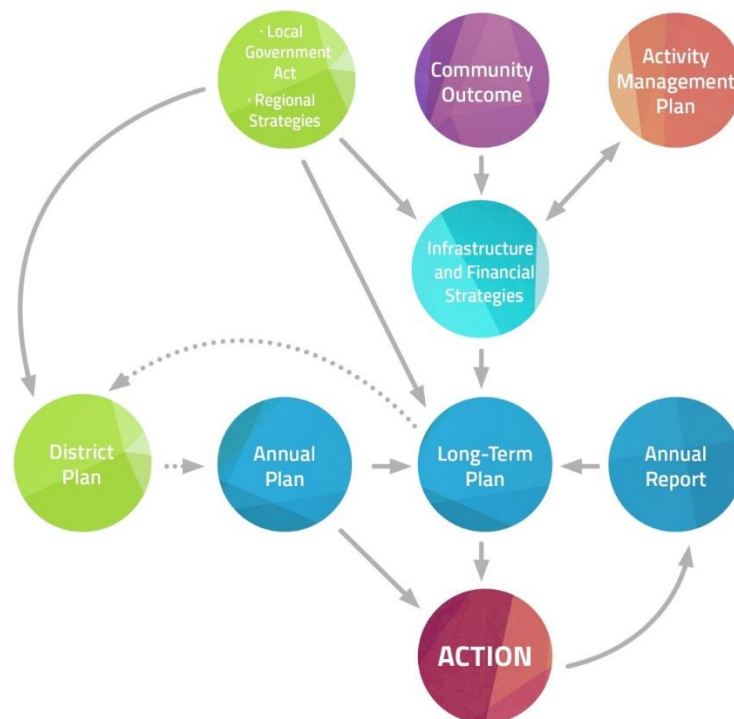 · Local
Government
Act
· Regional
Strategies
Community
Outcome
Activity
Management
Plan
Infrastructure
and Financial
Strategies
District
Plan
Annual
Plan
Long-Term
Plan
Annual
Report
ACTION